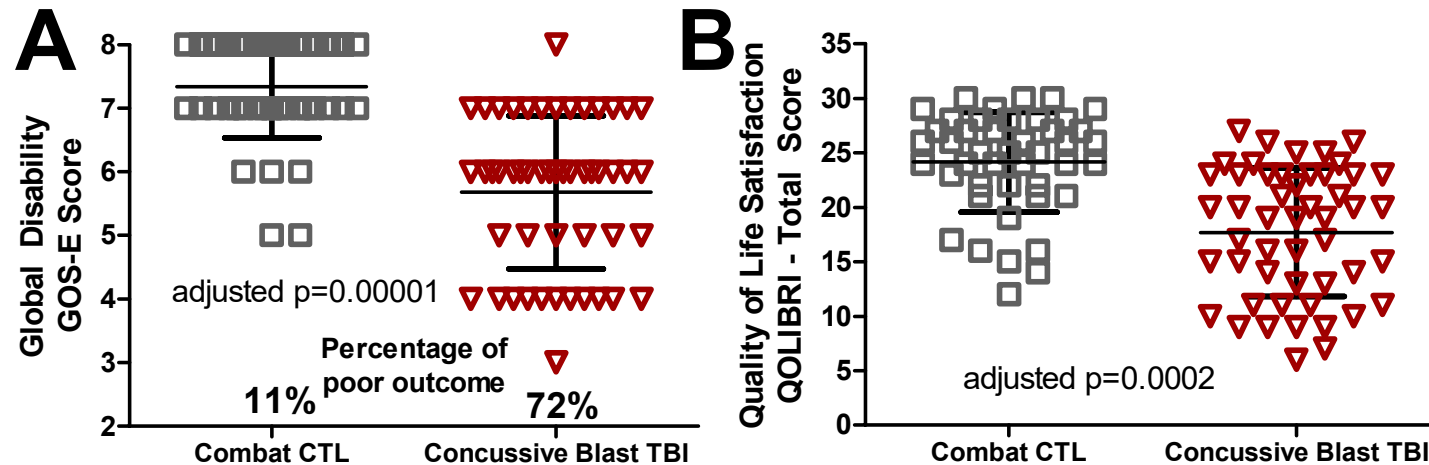 A
Global Disability
GOS-E Score
8
7
6
5
4
3
2
adjusted p=0.00001
Percentage of
poor outcome
11%
72%
Combat CTL
Concussive Blast TBI
B
Quality of Life Satisfaction
QOLIBRI - Total Score
35
30
25
20
15
10
5
0
adjusted p=0.0002
Combat CTL
Concussive Blast TBI